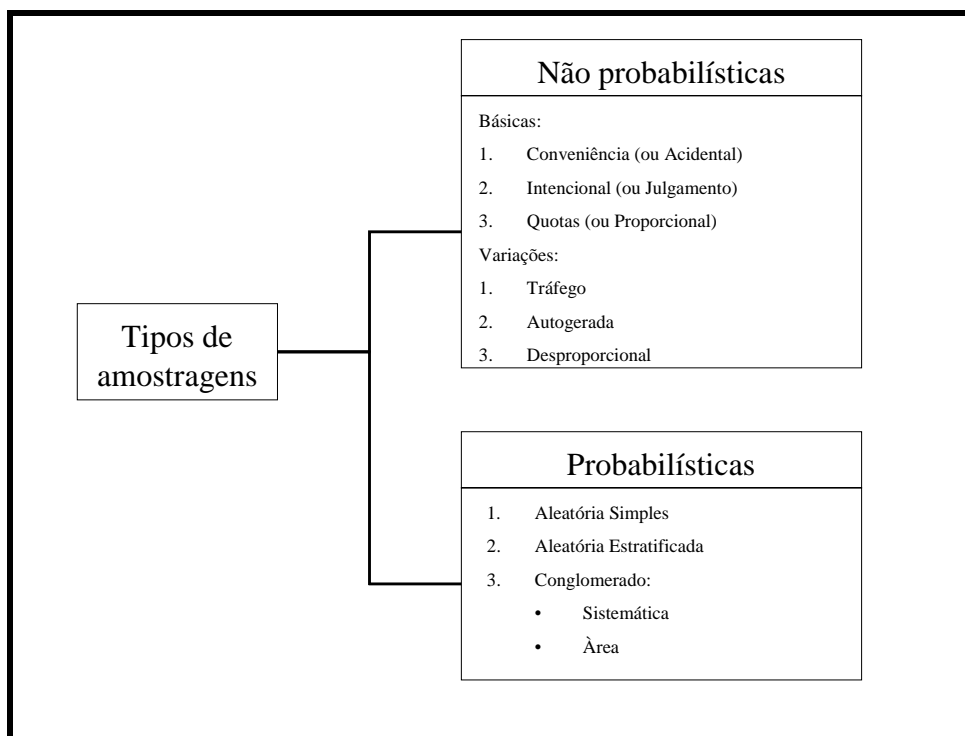 Tipos de
amostragens
Não probabilísticas
Básicas:
1. Conveniência (ou Acidental)
2. Intencional (ou Julgamento)
3. Quotas (ou Proporcional)
Variações:
1. Tráfego
2. Autogerada
3. Desproporcional
Probabilísticas
1. Aleatória Simples
2. Aleatória Estratificada
3. Conglomerado:
• Sistemática
• Àrea